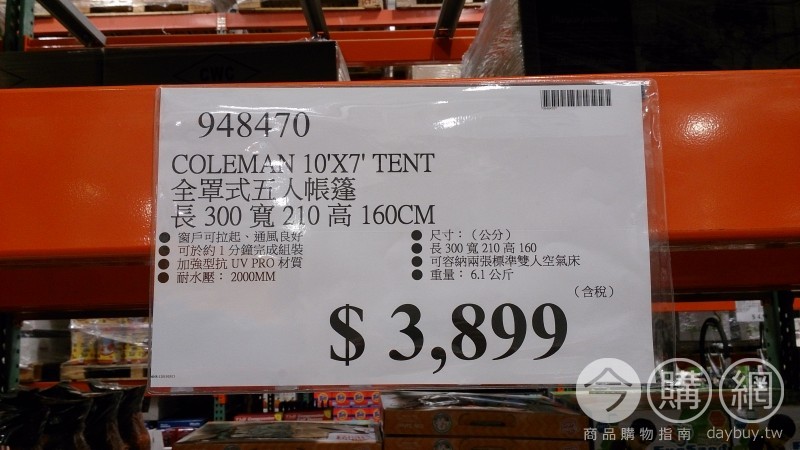 948470
COLEMAN 10'X7' TENT
全罩式五人帳篷
長 300 寬 210 高 160CM
● 窗戶可拉起、通風良好
● 可於約 1 分鐘完成組裝
● 加強型抗 UV PRO 材質
● 耐水壓： 2000MM
● 尺寸：（公分）
● 長 300 寬 210 高 160
● 可容納兩張標準雙人空氣床
● 重量： 6.1 公斤
（含稅）
$ 3,899
今購網
商品購物指南 daybuy.tw